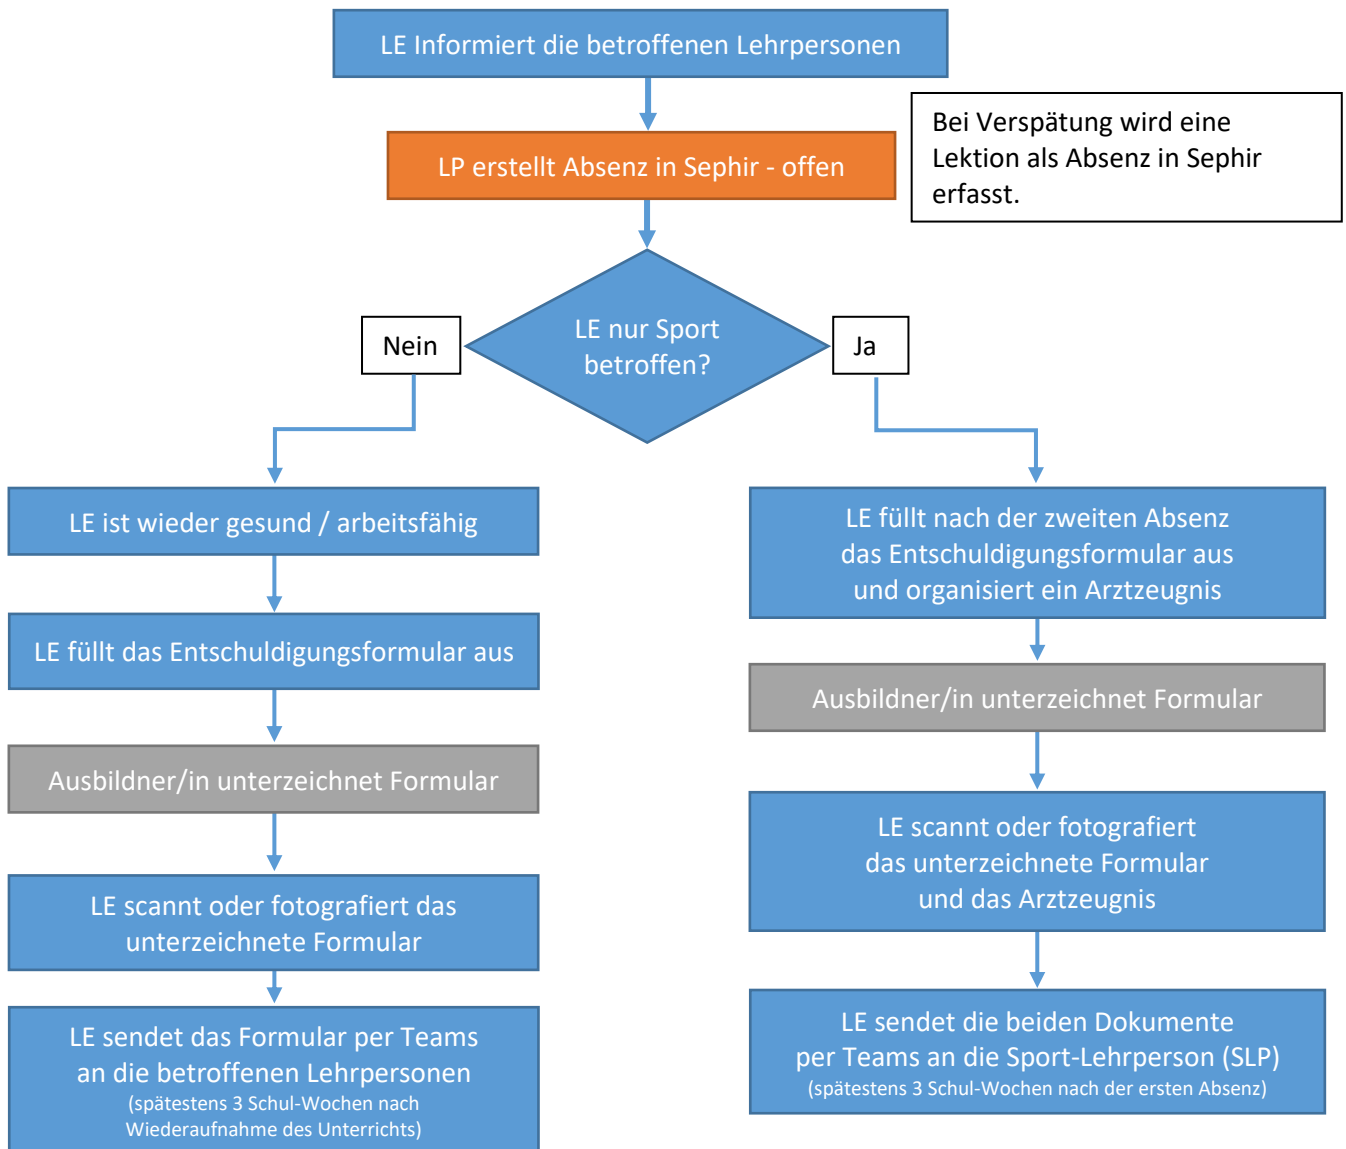 LE Informiert die betroffenen Lehrpersonen
LP erstellt Absenz in Sephir - offen
Bei Verspätung wird eine
Lektion als Absenz in Sephir
erfasst.
LE nur Sport
betroffen?
Nein
Ja
LE ist wieder gesund / arbeitsfähig
LE füllt das Entschuldigungsformular aus
Ausbildner/in unterzeichnet Formular
LE scannt oder fotografiert das
unterzeichnete Formular
LE sendet das Formular per Teams
an die betroffenen Lehrpersonen
(spätestens 3 Schul-Wochen nach
Wiederaufnahme des Unterrichts)
LE füllt nach der zweiten Absenz
das Entschuldigungsformular aus
und organisiert ein Arztzeugnis
Ausbildner/in unterzeichnet Formular
LE scannt oder fotografiert
das unterzeichnete Formular
und das Arztzeugnis
LE sendet die beiden Dokumente
per Teams an die Sport-Lehrperson (SLP)
(spätestens 3 Schul-Wochen nach der ersten Absenz)